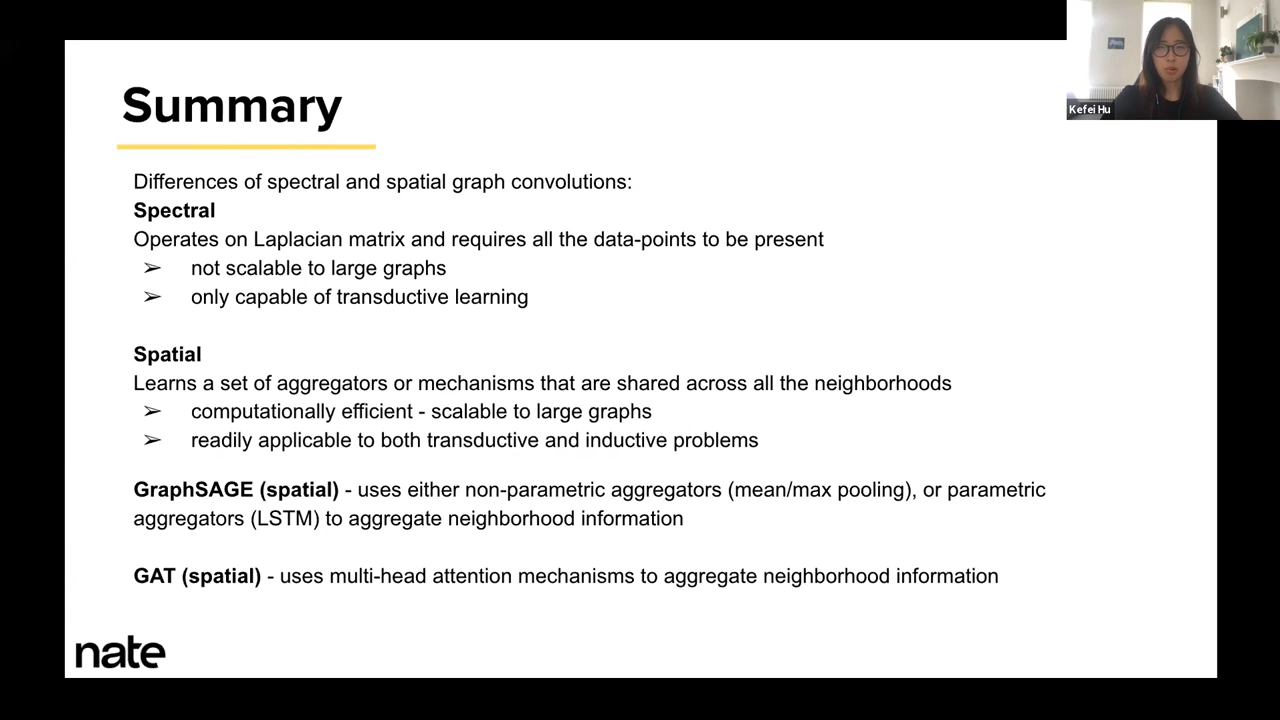 Kefei Hu
Summary
Differences of spectral and spatial graph convolutions:
Spectral
Operates on Laplacian matrix and requires all the data-points to be present
➢ not scalable to large graphs
➢ only capable of transductive learning
Spatial
Learns a set of aggregators or mechanisms that are shared across all the neighborhoods
➢ computationally efficient - scalable to large graphs
➢ readily applicable to both transductive and inductive problems
GraphSAGE (spatial) - uses either non-parametric aggregators (mean/max pooling), or parametric
aggregators (LSTM) to aggregate neighborhood information
GAT (spatial) - uses multi-head attention mechanisms to aggregate neighborhood information
nate